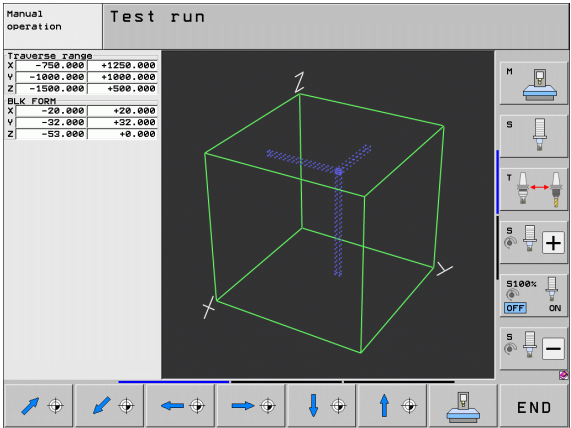 Manual
operation
Test run
Traverse range
X -750.000 +1250.000
Y -1000.000 +1000.000
Z -1500.000 +500.000
BLK FORM
X -20.000 +20.000
Y -32.000 +32.000
Z -53.000 +0.000
Z
X
Y
M
S
T
S
+
S100%
OFF ON
S
−
END